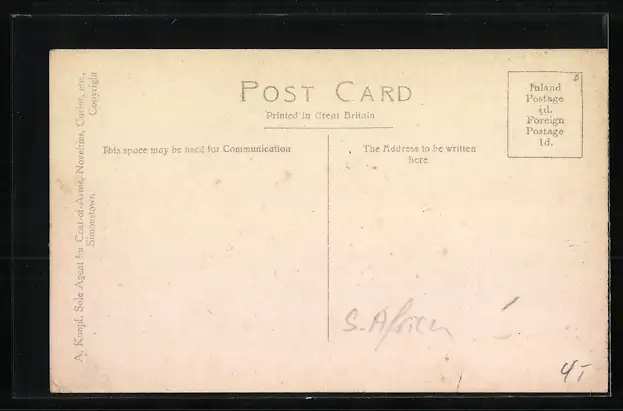 A. Knopf, Sole Agent for Coat-of-Arms, Novelties, Curios, etc.,
Simonstown.
Copyright
POST CARD
Printed in Great Britain
This space may be used for Communication
The Address to be written
here
Inland
Postage
½d.
Foreign
Postage
1d.
S. Africa
4/-